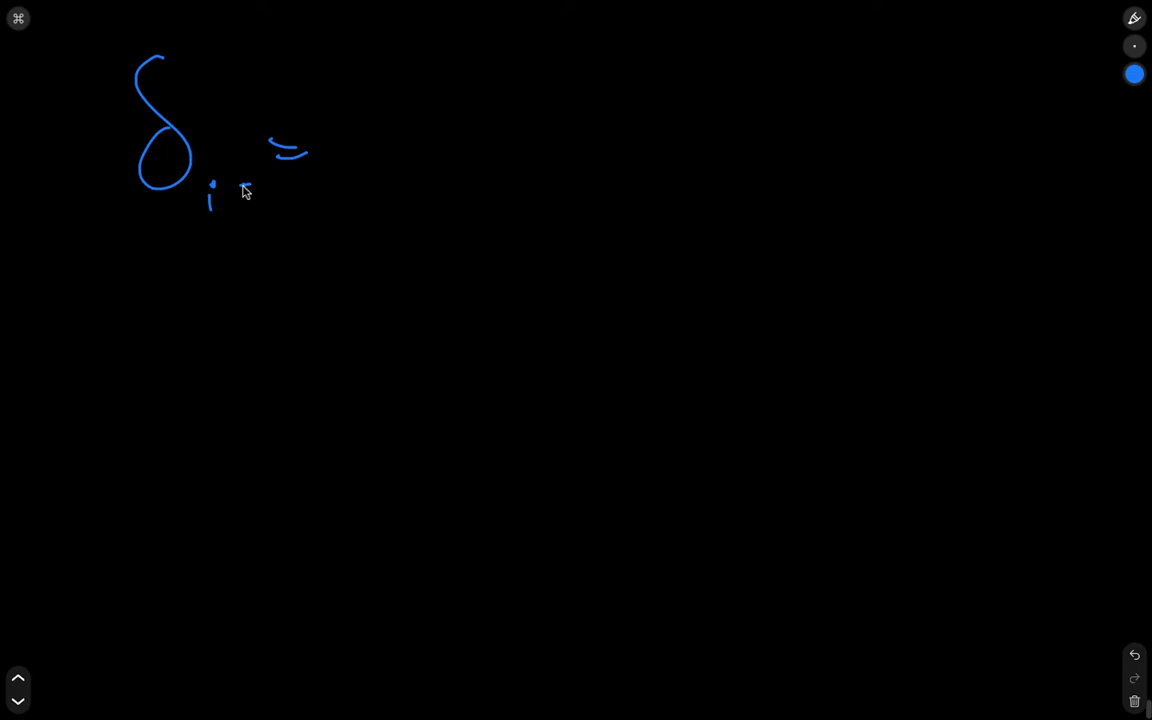 δᵢ =